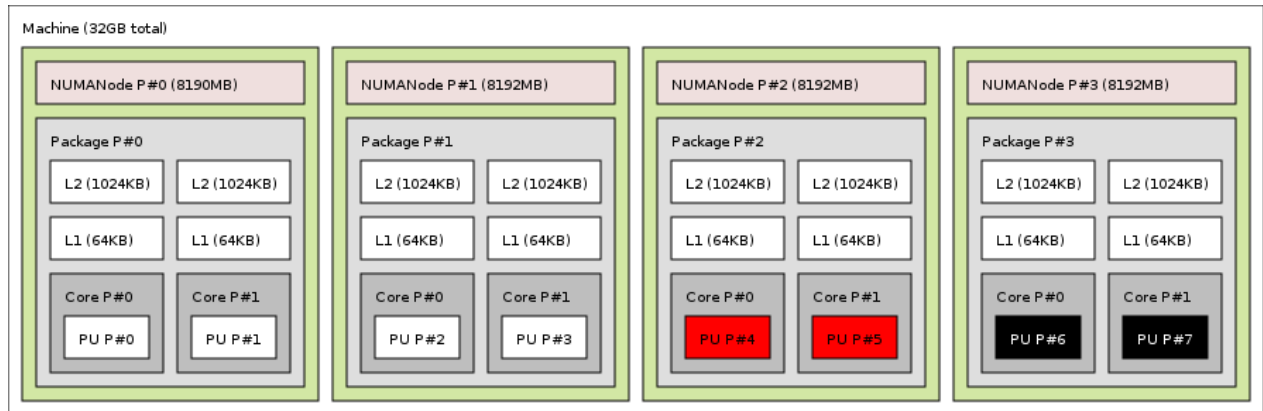 Machine (32GB total)
NUMANode P#0 (8190MB)
Package P#0
L2 (1024KB) L2 (1024KB)
L1 (64KB) L1 (64KB)
Core P#0 Core P#1
PU P#0 PU P#1
NUMANode P#1 (8192MB)
Package P#1
L2 (1024KB) L2 (1024KB)
L1 (64KB) L1 (64KB)
Core P#0 Core P#1
PU P#2 PU P#3
NUMANode P#2 (8192MB)
Package P#2
L2 (1024KB) L2 (1024KB)
L1 (64KB) L1 (64KB)
Core P#0 Core P#1
PU P#4 PU P#5
NUMANode P#3 (8192MB)
Package P#3
L2 (1024KB) L2 (1024KB)
L1 (64KB) L1 (64KB)
Core P#0 Core P#1
PU P#6 PU P#7